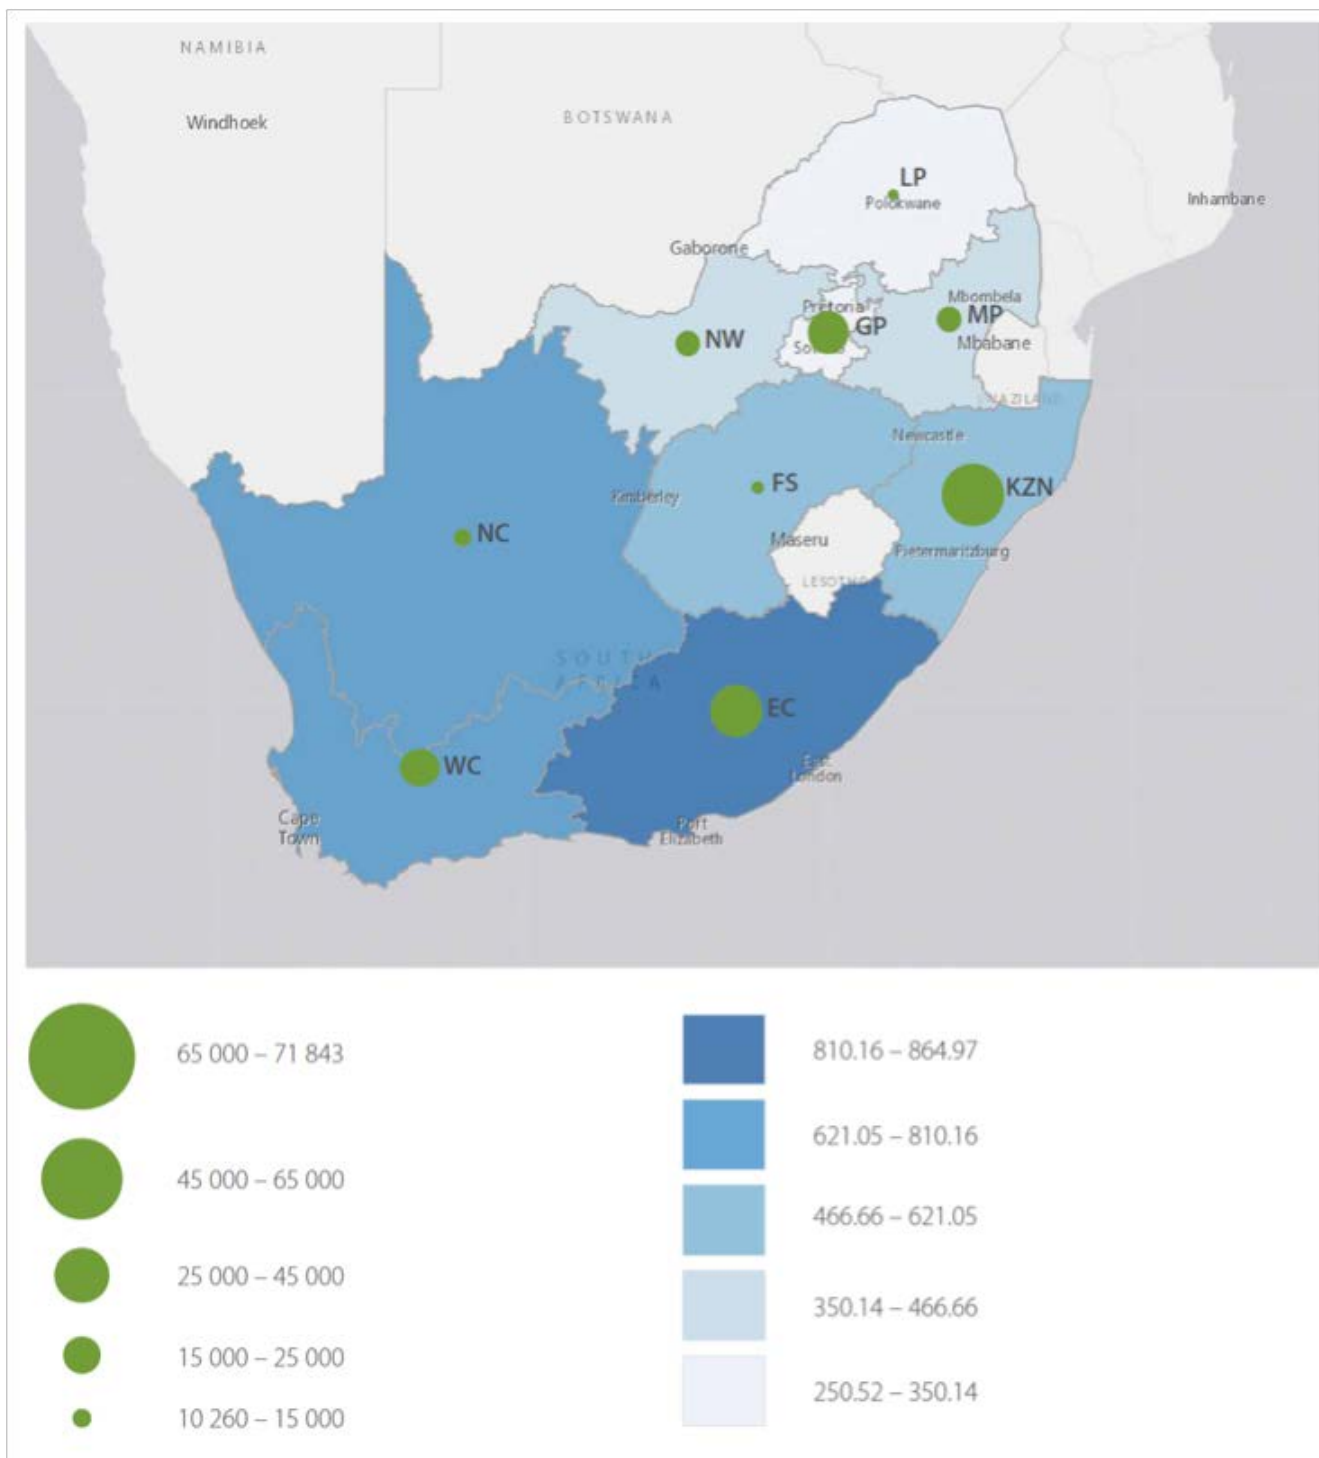 NAMIBIA
Windhoek
BOTSWANA
LP
Polokwane
Inhambane
Gaborone
Mbombela
Pretoria
MP
GP
NW
Mbabane
SWAZILAND
Newcastle
FS
KZN
Kimberley
NC
Maseru
Pietermaritzburg
LESOTHO
SOUTH
AFRICA
EC
WC
East
London
Cape
Town
Port
Elizabeth
65 000 – 71 843
45 000 – 65 000
25 000 – 45 000
15 000 – 25 000
10 260 – 15 000
810.16 – 864.97
621.05 – 810.16
466.66 – 621.05
350.14 – 466.66
250.52 – 350.14